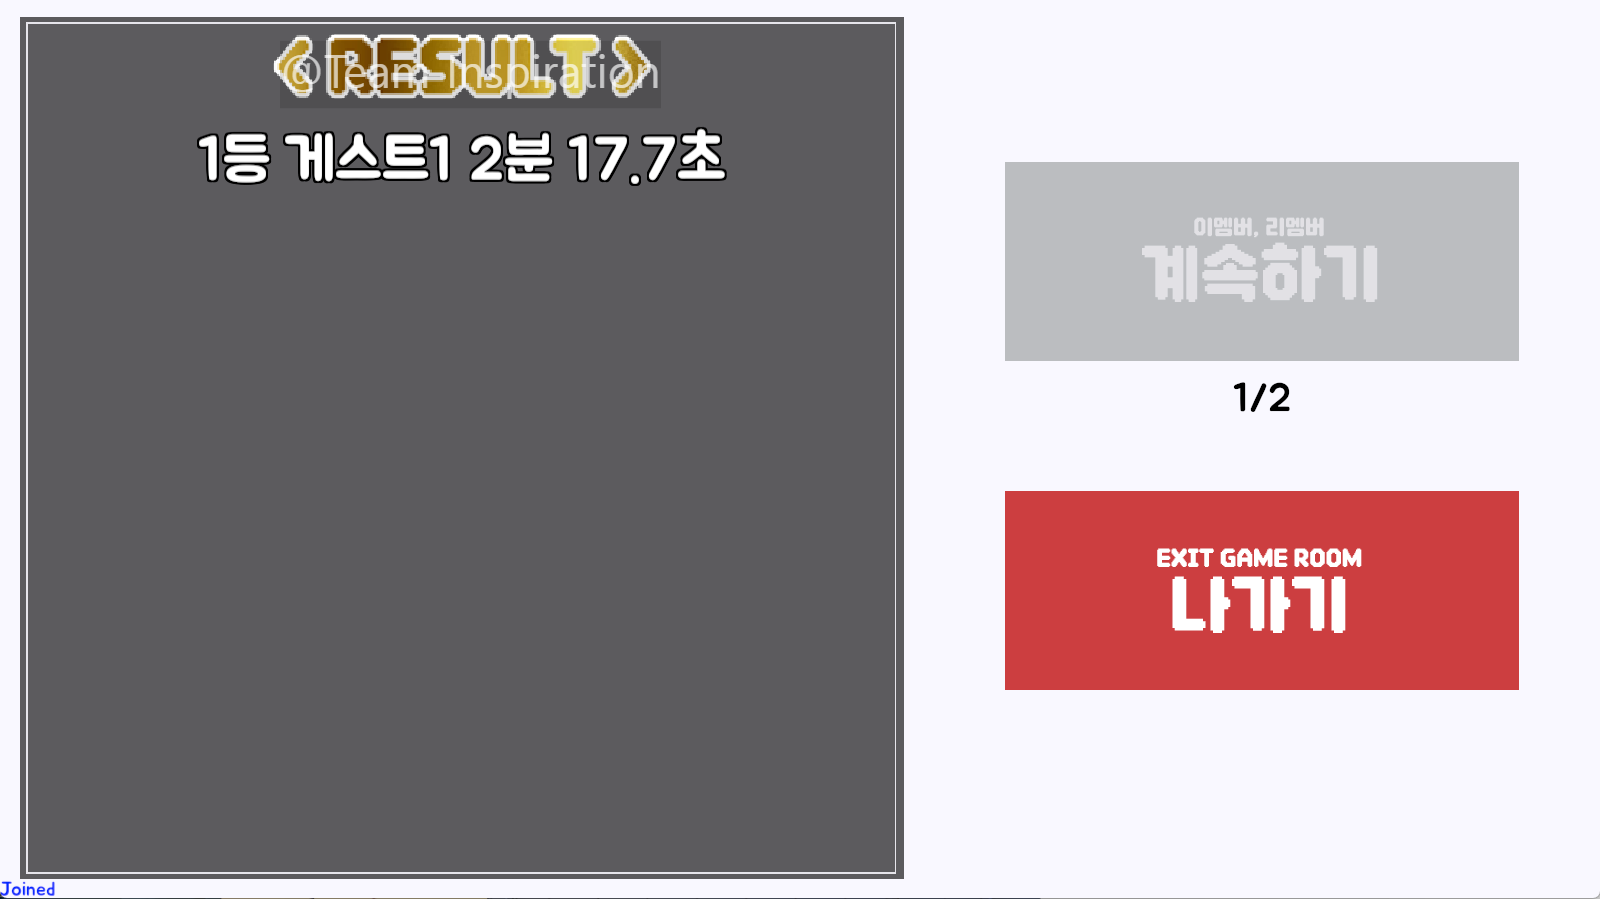 < RESULT >
@Team-Inspiration
1등 게스트1 2분 17.7초
이멤버, 리멤버
계속하기
1/2
EXIT GAME ROOM
나가기
Joined